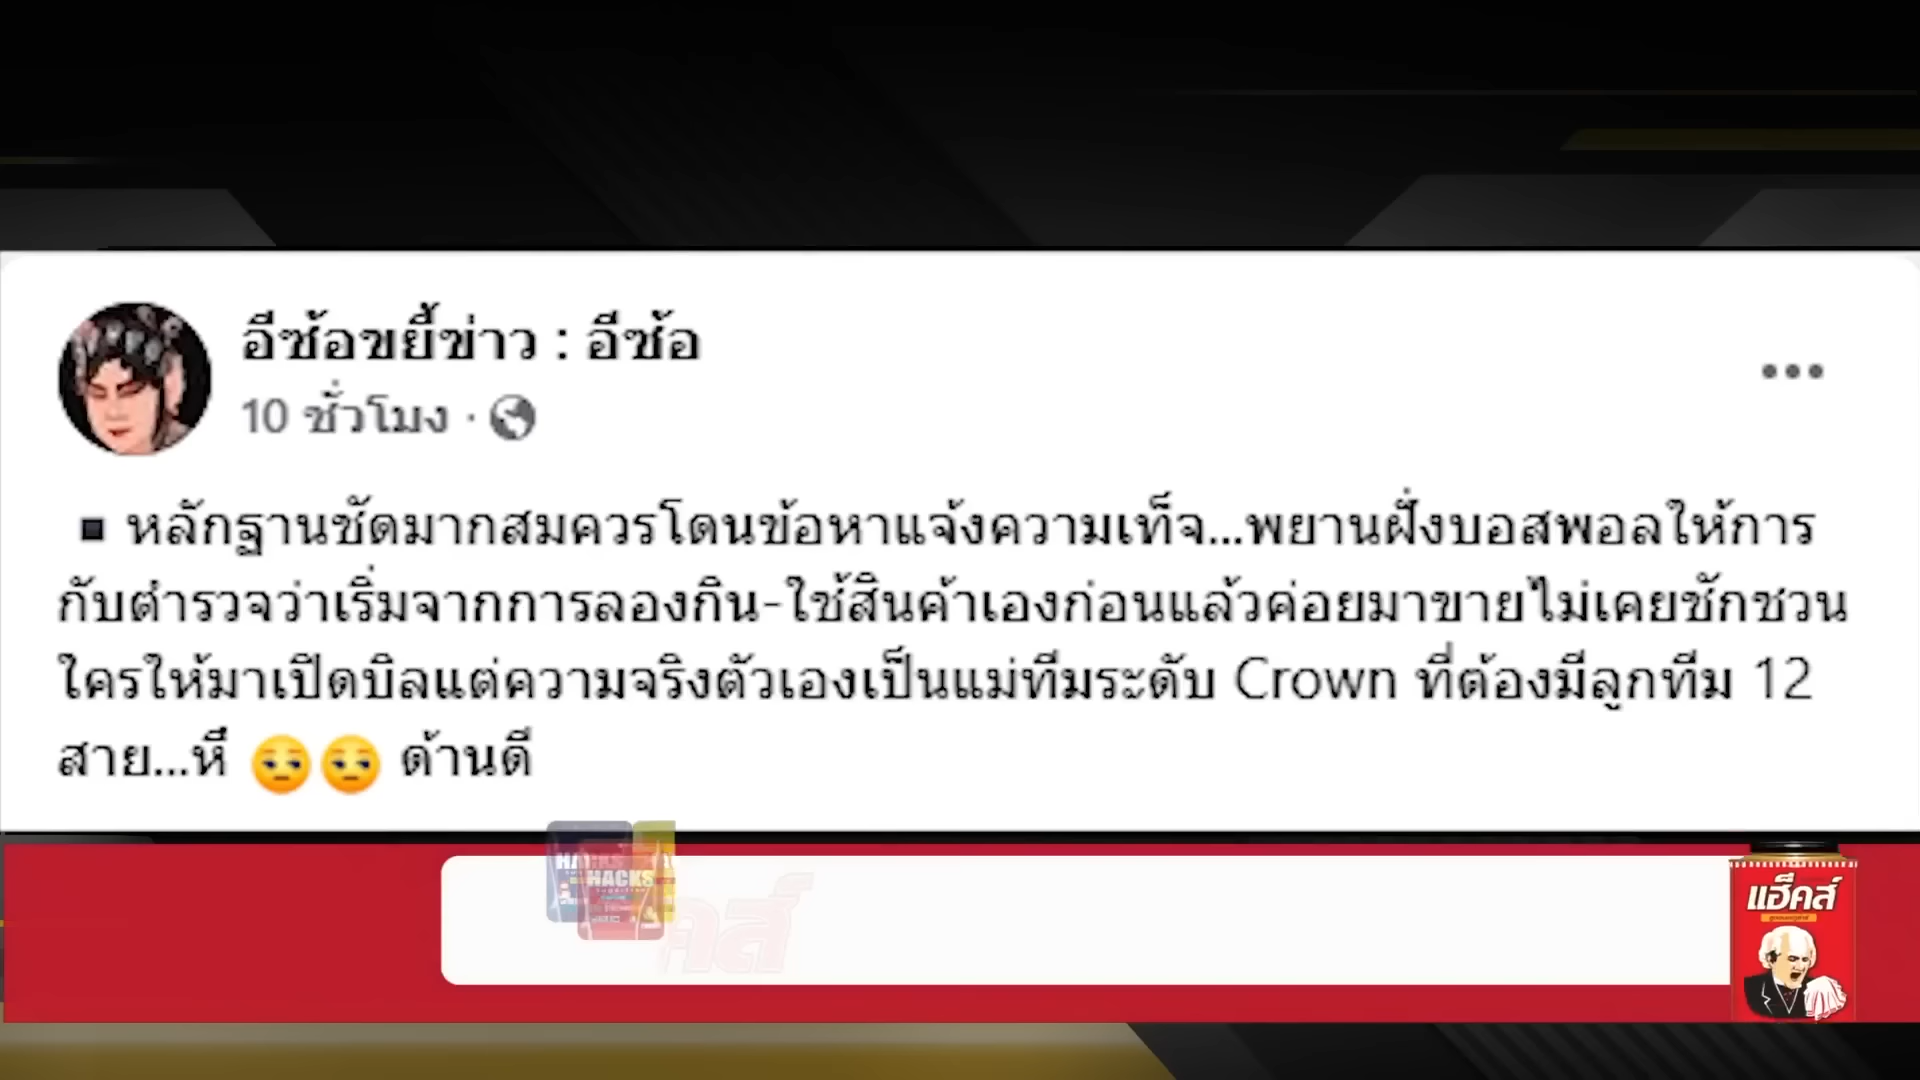 อีซ้อขยี้ข่าว : อีซ้อ
10 ชั่วโมง ·
▪หลักฐานชัดมากสมควรโดนข้อหาแจ้งความเท็จ...พยานฝั่งบอสพอลให้การ
กับตำรวจว่าเริ่มจากการลองกิน-ใช้สินค้าเองก่อนแล้วค่อยมาขายไม่เคยชักชวน
ใครให้มาเปิดบิลแต่ความจริงตัวเองเป็นแม่ทีมระดับ Crown ที่ต้องมีลูกทีม 12
สาย...หึ 😒😒 ด้านดี
HACKS
HACKS
คส์
แฮ็คส์